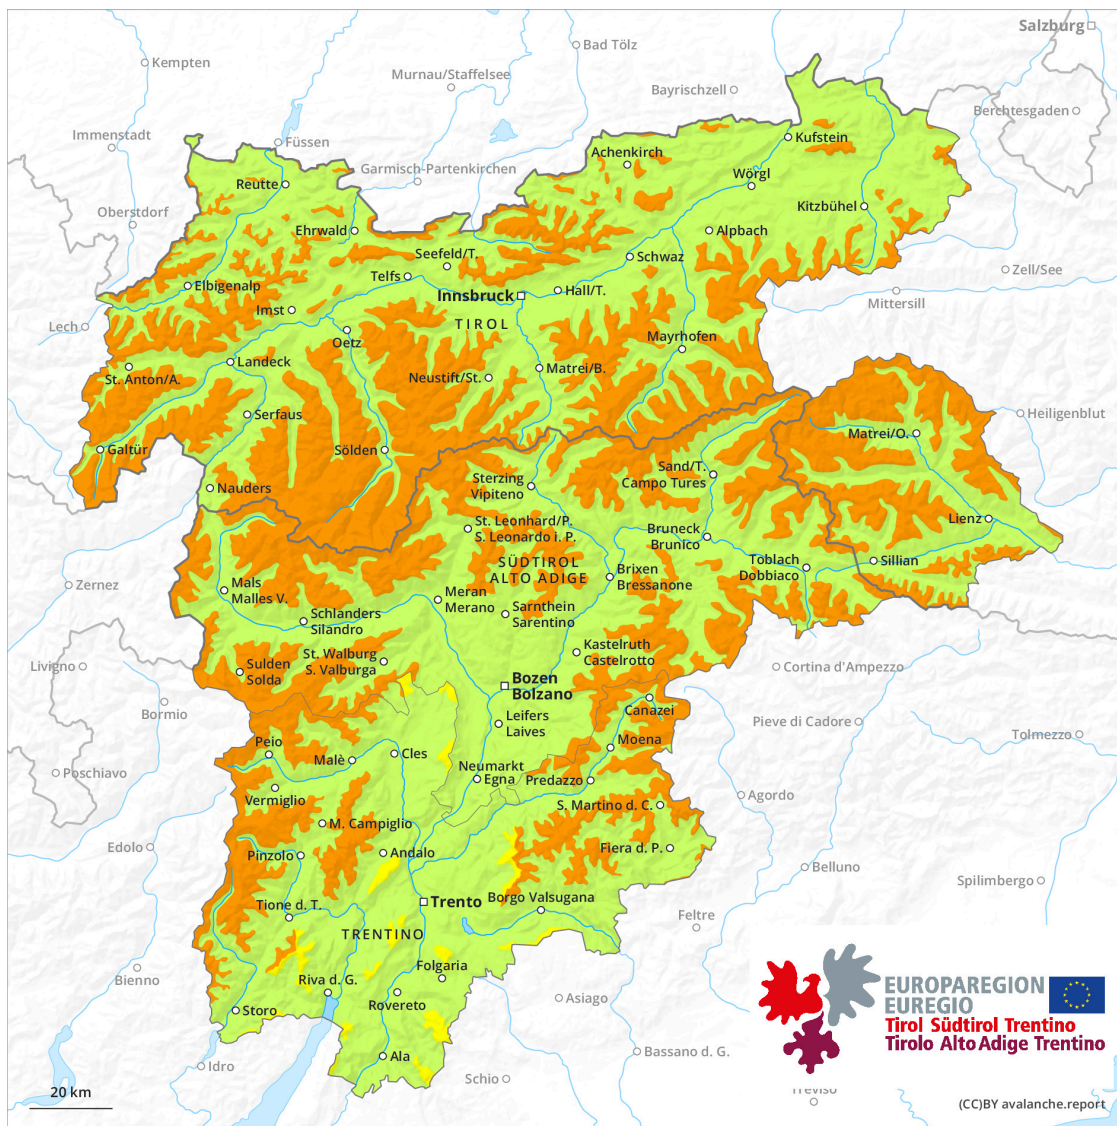 Salzburg
Bad Tölz
Kempten
Murnau/Staffelsee
Bayrischzell
Berchtesgaden
Immenstadt
Füssen
Kufstein
Achenkirch
Garmisch-Partenkirchen
Wörgl
Reutte
Oberstdorf
Kitzbühel
Ehrwald
Alpbach
Seefeld/T.
Schwaz
Telfs
Zell/See
Elbigenalp
Innsbruck
Hall/T.
Mittersill
Imst
TIROL
Lech
Oetz
Mayrhofen
Landeck
Matrei/B.
St. Anton/A.
Neustift/St.
Serfaus
Heiligenblut
Matrei/O.
Galtür
Sölden
Sand/T.
Campo Tures
Sterzing
Vipiteno
Nauders
Lienz
St. Leonhard/P.
S. Leonardo i. P.
Bruneck
Brunico
SÜDTIROL
ALTO ADIGE
Toblach
Dobbiaco
Sillian
Brixen
Bressanone
Zernez
Mals
Malles V.
Meran
Merano
Sarnthein
Sarentino
Schlanders
Silandro
Kastelruth
Castelrotto
St. Walburg
S. Valburga
Livigno
Sulden
Solda
Cortina d'Ampezzo
Bozen
Bolzano
Bormio
Canazei
Leifers
Laives
Pieve di Cadore
Tolmezzo
Peio
Moena
Cles
Malè
Neumarkt
Egna
Predazzo
Poschiavo
Vermiglio
Agordo
S. Martino d. C.
M. Campiglio
Edolo
Pinzolo
Andalo
Fiera d. P.
Belluno
Spilimbergo
Tione d. T.
Trento
Borgo Valsugana
Feltre
TRENTINO
Folgaria
Bienno
Riva d. G.
Rovereto
Asiago
Storo
EUROPAREGION
EUREGIO
Tirol Südtirol Trentino
Tirolo Alto Adige Trentino
Ala
Bassano d. G.
Idro
Schio
20 km
Treviso
(CC)BY avalanche.report